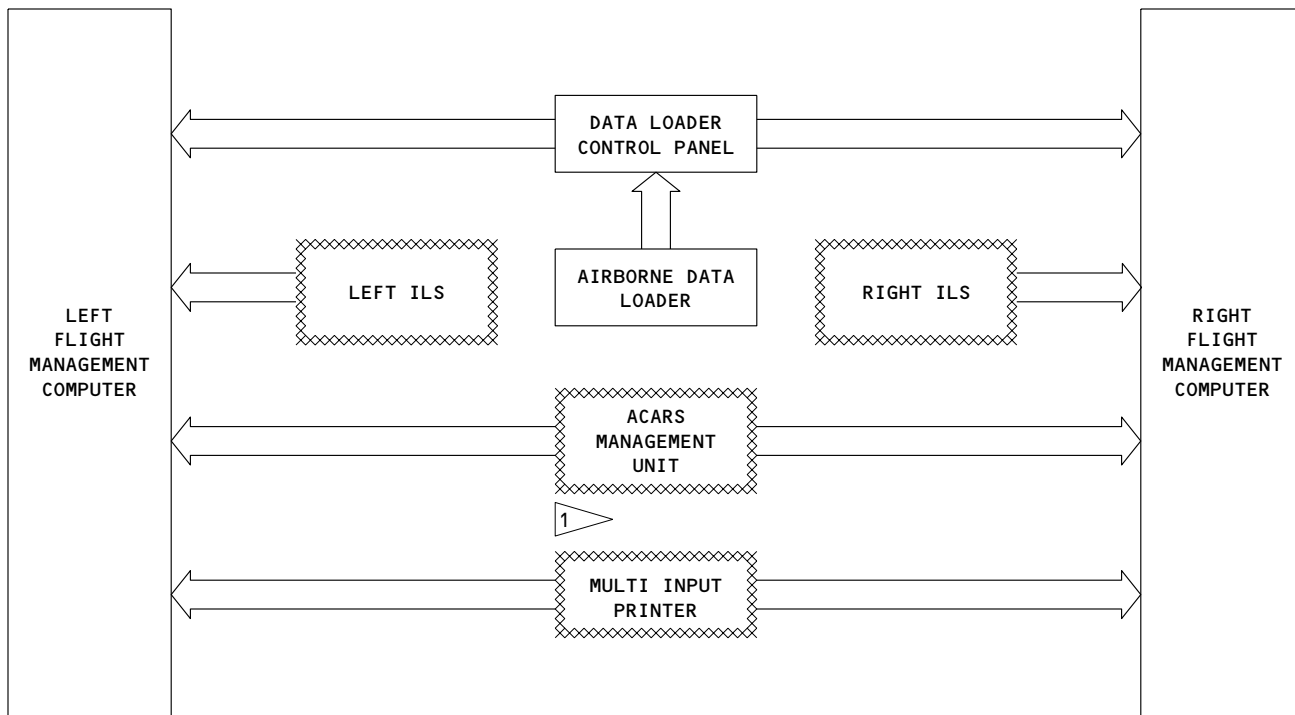 DATA LOADER
CONTROL PANEL
LEFT ILS
AIRBORNE DATA
LOADER
RIGHT ILS
LEFT
FLIGHT
MANAGEMENT
COMPUTER
RIGHT
FLIGHT
MANAGEMENT
COMPUTER
ACARS
MANAGEMENT
UNIT
1
MULTI INPUT
PRINTER